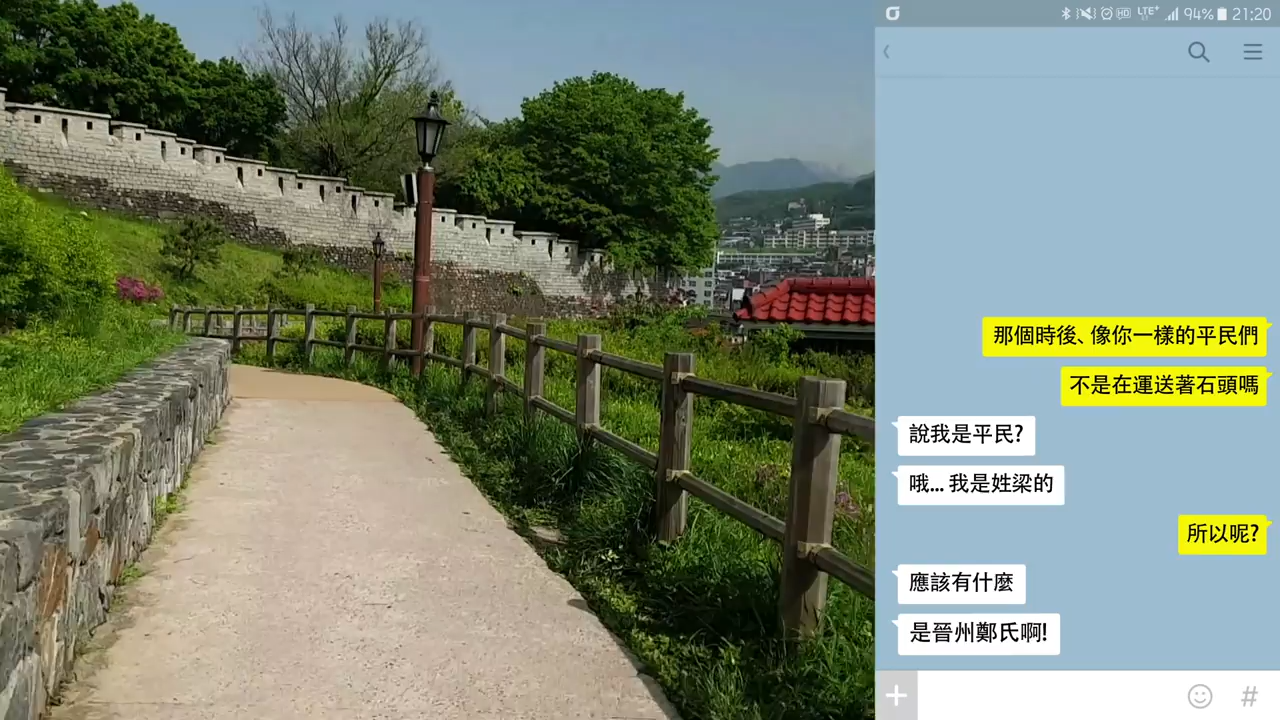 LTE+ 94% 21:20
那個時後、像你一樣的平民們
不是在運送著石頭嗎
說我是平民?
哦... 我是姓梁的
所以呢?
應該有什麼
是晉州鄭氏啊!
#